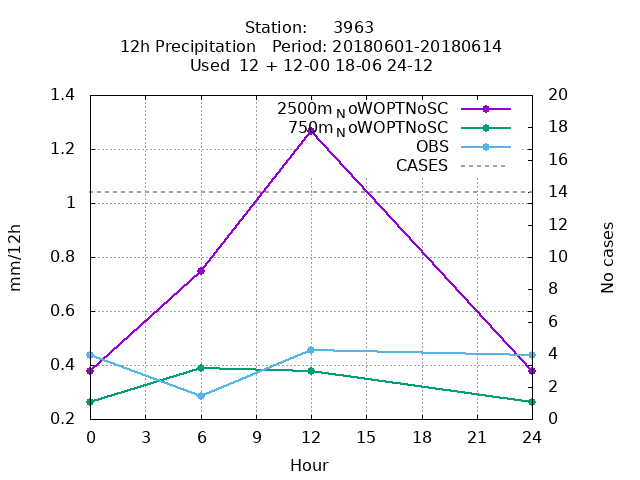 Station: 3963
12h Precipitation Period: 20180601-20180614
Used 12 + 12-00 18-06 24-12
1.4
1.2
1
0.8
0.6
0.4
0.2
mm/12h
2500m_NoWOPTNoSC
750m_NoWOPTNoSC
OBS
CASES
20
18
16
14
12
10
8
6
4
2
0
No cases
0 3 6 9 12 15 18 21 24
Hour